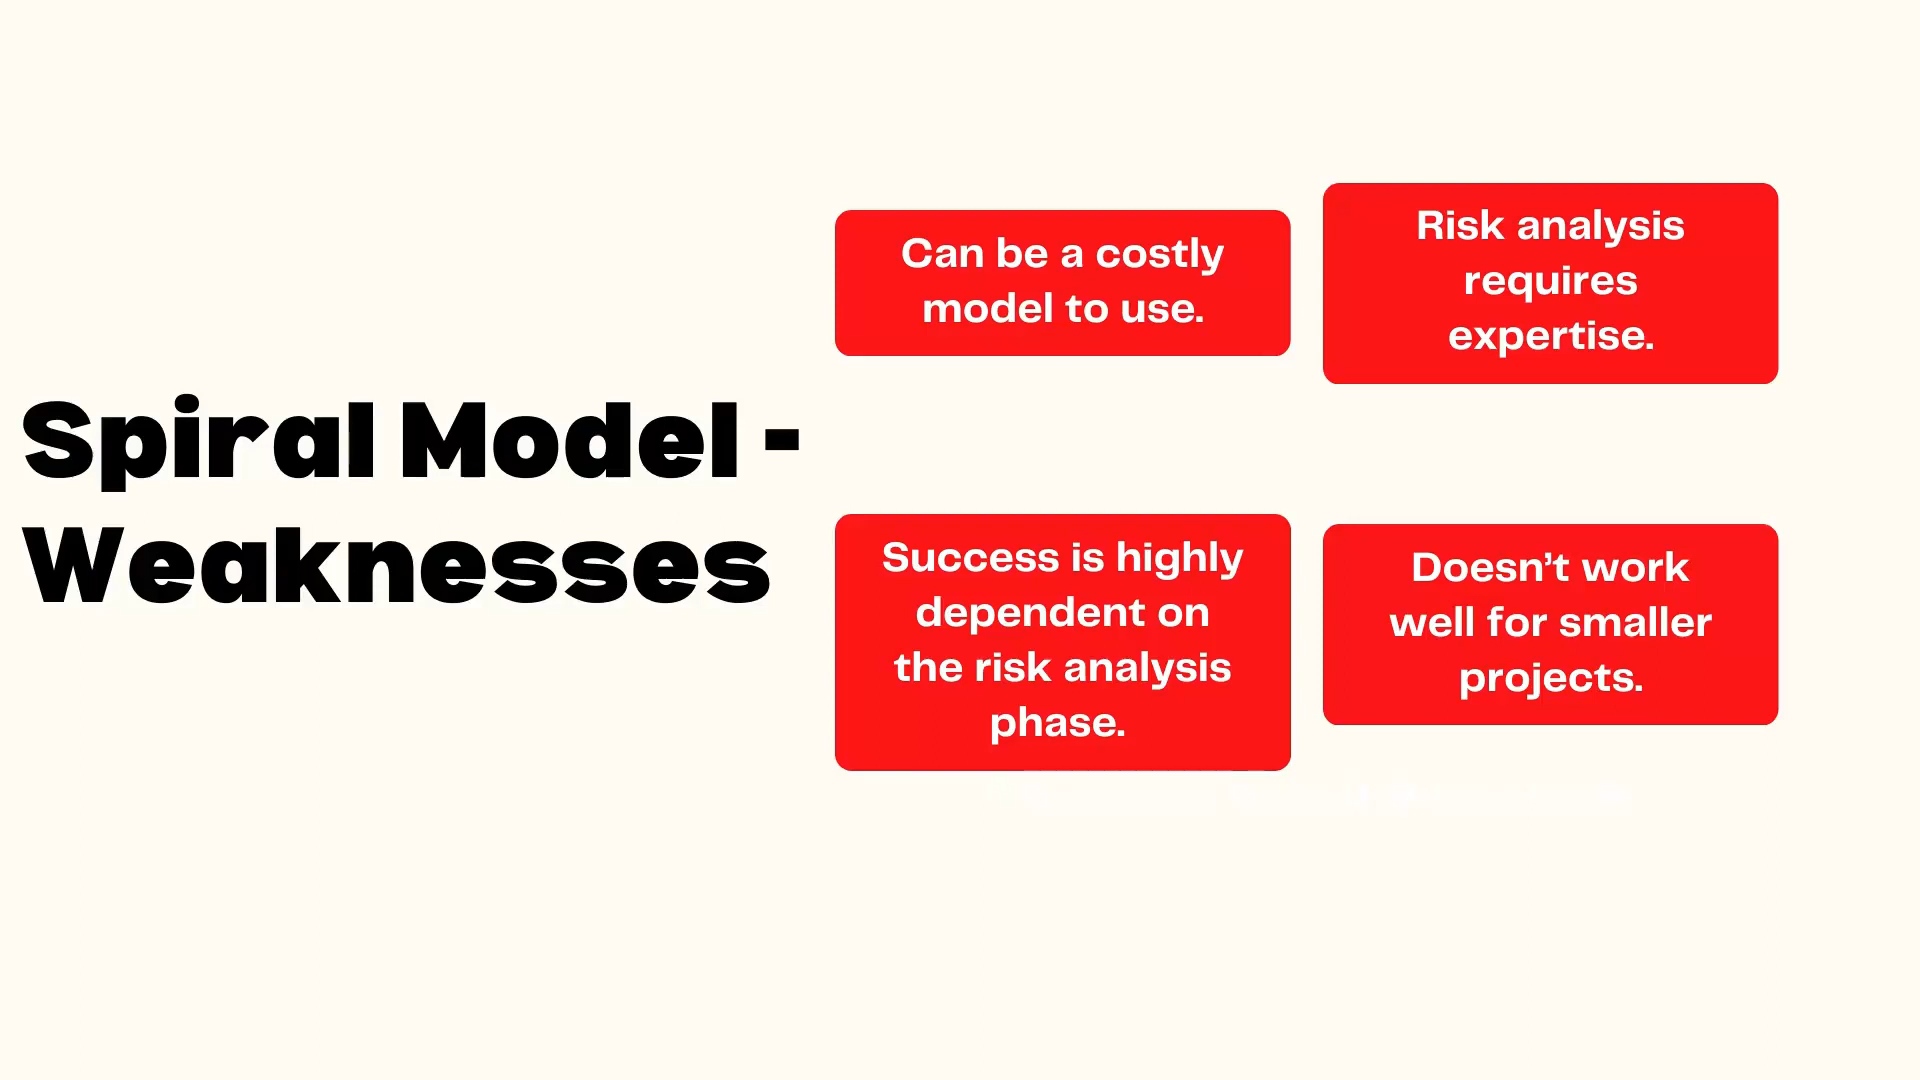 Spiral Model -
Weaknesses
Can be a costly
model to use.
Risk analysis
requires
expertise.
Success is highly
dependent on
the risk analysis
phase.
Doesn’t work
well for smaller
projects.